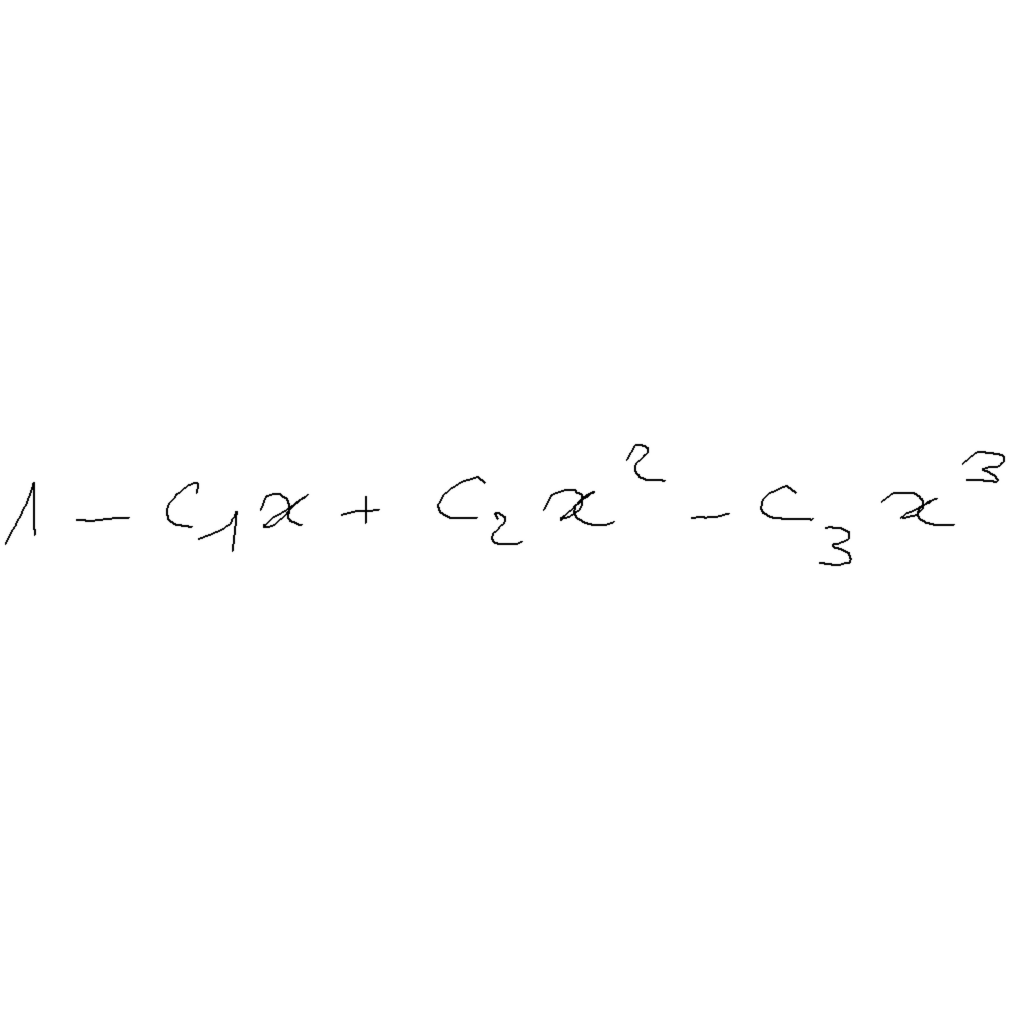 1 - C₁x + C₂x² - C₃x³